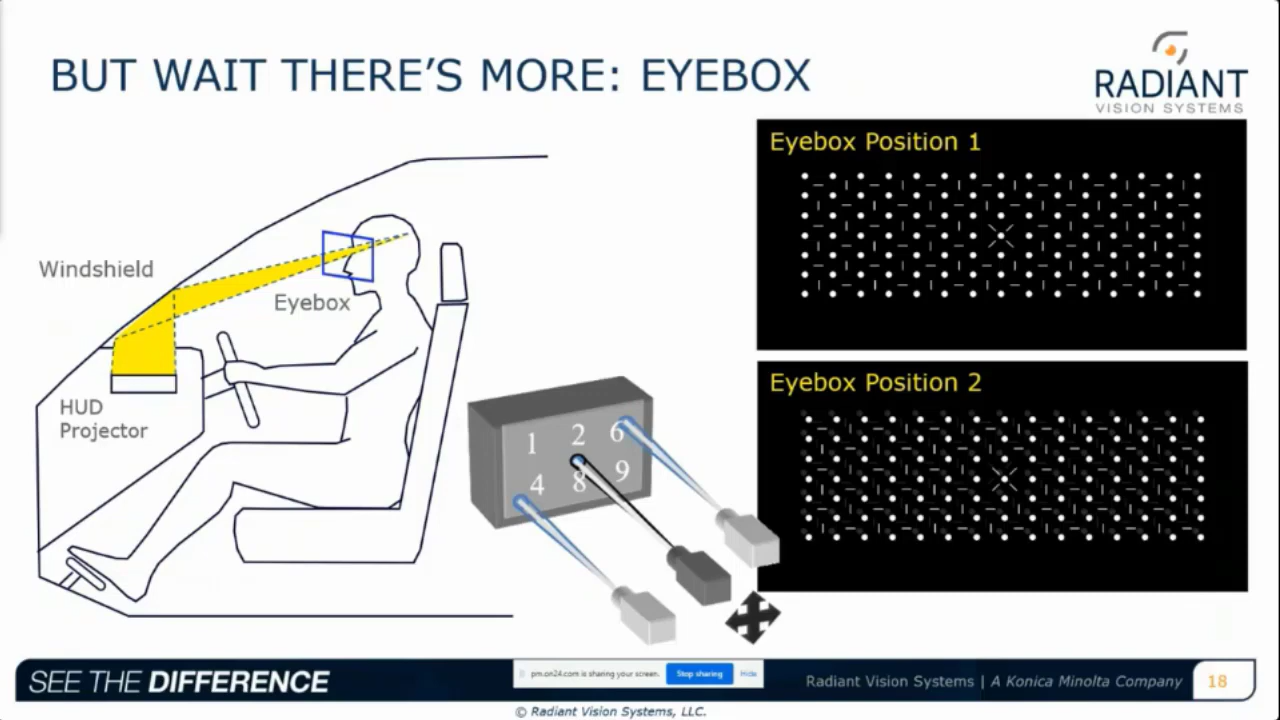 BUT WAIT THERE’S MORE: EYEBOX
RADIANT
VISION SYSTEMS
Eyebox Position 1
Windshield
Eyebox
Eyebox Position 2
HUD
Projector
1 2 6
4 8 9
SEE THE DIFFERENCE
pm.on24.com is sharing your screen.
Stop sharing
Hide
Radiant Vision Systems | A Konica Minolta Company
18
© Radiant Vision Systems, LLC.